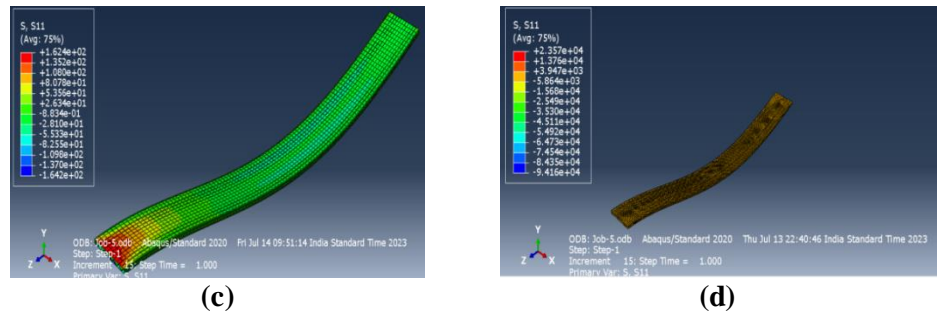 S, S11
(Avg: 75%)
+1.624e+02
+1.352e+02
+1.080e+02
+8.078e+01
+5.356e+01
+2.634e+01
-8.834e-01
-2.810e+01
-5.533e+01
-8.255e+01
-1.098e+02
-1.370e+02
-1.642e+02
Y
Z X
ODB: Job-5.odb Abaqus/Standard 2020 Fri Jul 14 09:51:14 India Standard Time 2023
Step: Step-1
Increment 15: Step Time = 1.000
Primary Var: S, S11
(c)
S, S11
(Avg: 75%)
+2.357e+04
+1.376e+04
+3.947e+03
-5.864e+03
-1.568e+04
-2.549e+04
-3.530e+04
-4.511e+04
-5.492e+04
-6.473e+04
-7.454e+04
-8.435e+04
-9.416e+04
Y
Z X
ODB: Job-5.odb Abaqus/Standard 2020 Thu Jul 13 22:40:46 India Standard Time 2023
Step: Step-1
Increment 15: Step Time = 1.000
Primary Var: S, S11
(d)